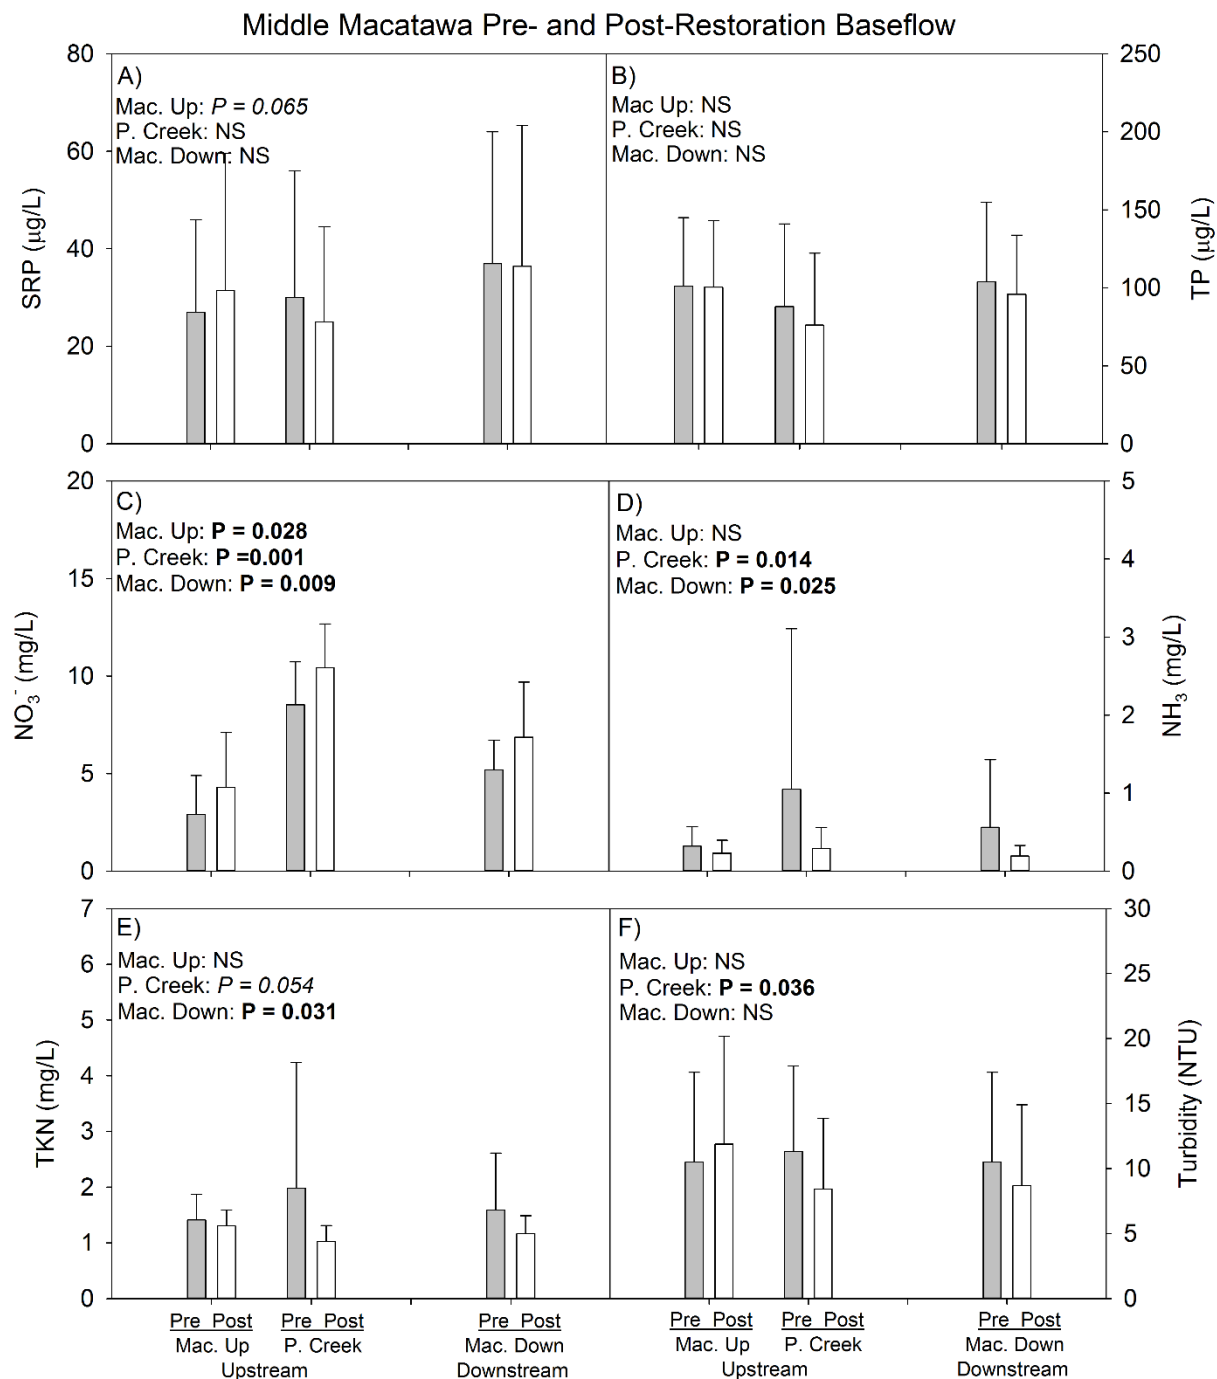 Middle Macatawa Pre- and Post-Restoration Baseflow
80
60
40
20
0
SRP (µg/L)
A)
Mac. Up: P = 0.065
P. Creek: NS
Mac. Down: NS
B)
Mac Up: NS
P. Creek: NS
Mac. Down: NS
250
200
150
100
50
0
TP (µg/L)
20
15
10
5
0
NO₃⁻ (mg/L)
C)
Mac. Up: P = 0.028
P. Creek: P =0.001
Mac. Down: P = 0.009
D)
Mac. Up: NS
P. Creek: P = 0.014
Mac. Down: P = 0.025
5
4
3
2
1
0
NH₃ (mg/L)
7
6
5
4
3
2
1
0
TKN (mg/L)
E)
Mac. Up: NS
P. Creek: P = 0.054
Mac. Down: P = 0.031
F)
Mac. Up: NS
P. Creek: P = 0.036
Mac. Down: NS
30
25
20
15
10
5
0
Turbidity (NTU)
Pre Post Pre Post Pre Post Pre Post Pre Post Pre Post
Mac. Up P. Creek Mac. Down Mac. Up P. Creek Mac. Down
Upstream Downstream Upstream Downstream